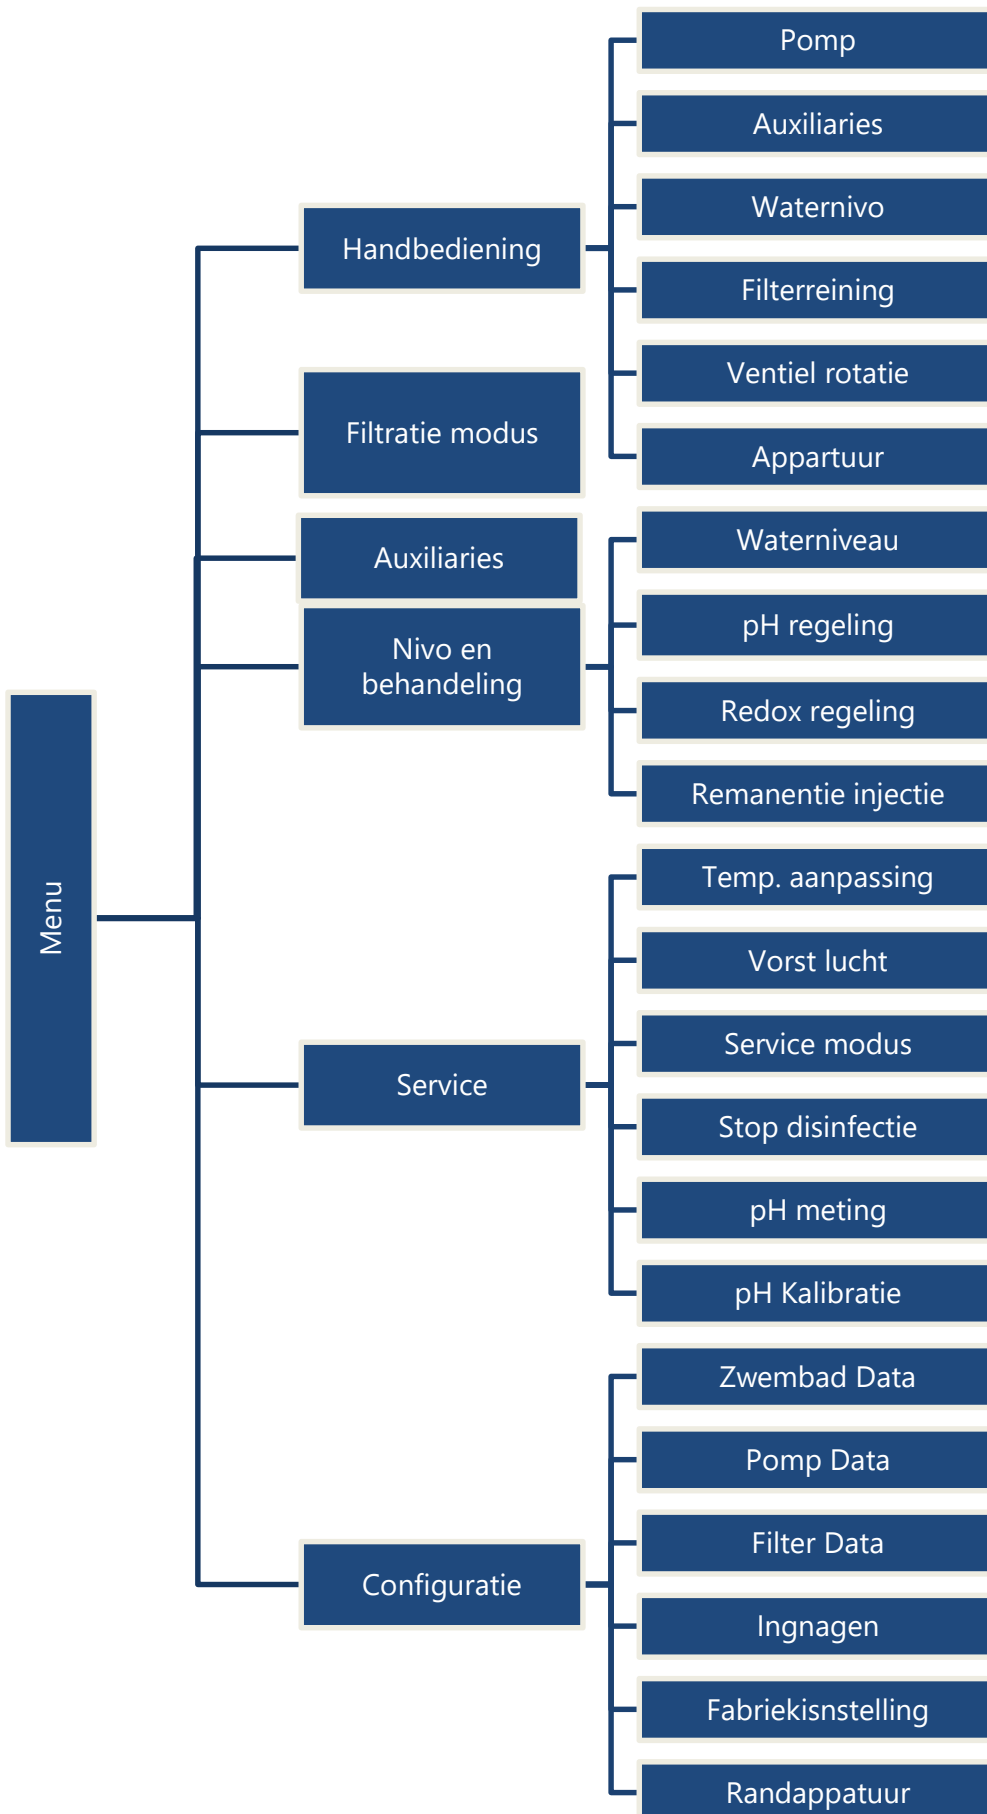 Menu
Handbediening
Pomp
Auxiliaries
Waternivo
Filterreining
Ventiel rotatie
Appartuur
Filtratie modus
Auxiliaries
Nivo en
behandeling
Waterniveau
pH regeling
Redox regeling
Remanentie injectie
Service
Temp. aanpassing
Vorst lucht
Service modus
Stop disinfectie
pH meting
pH Kalibratie
Configuratie
Zwembad Data
Pomp Data
Filter Data
Ingnagen
Fabriekisnstelling
Randappatuur